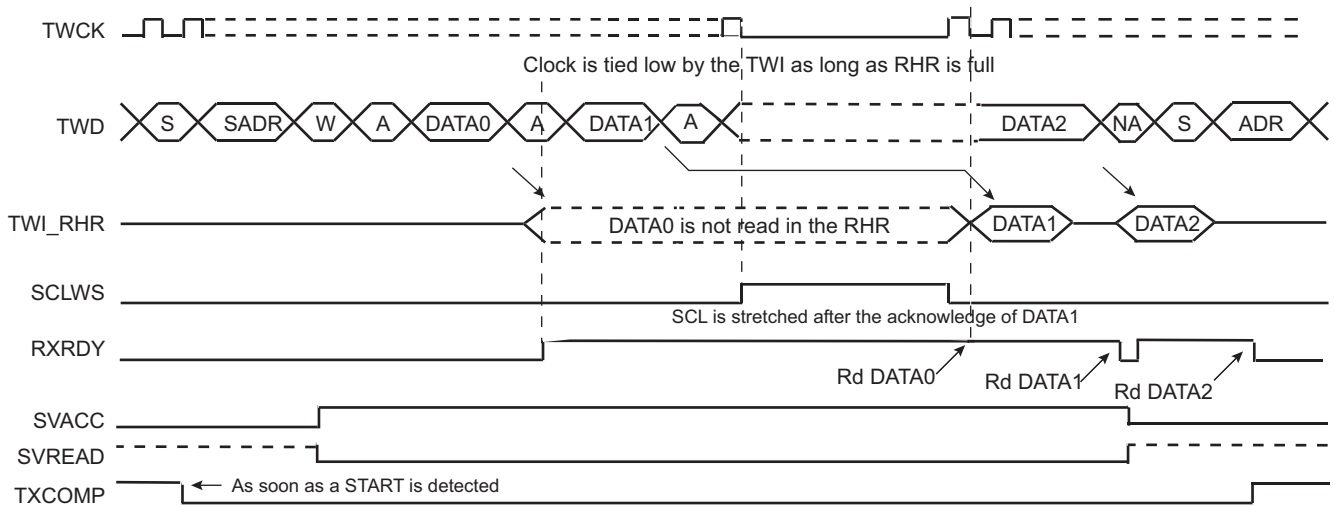 TWCK
Clock is tied low by the TWI as long as RHR is full
TWD S SADR W A DATA0 A DATA1 A DATA2 NA S ADR
TWI_RHR DATA0 is not read in the RHR DATA1 DATA2
SCLWS
SCL is stretched after the acknowledge of DATA1
RXRDY
Rd DATA0 Rd DATA1 Rd DATA2
SVACC
SVREAD
As soon as a START is detected
TXCOMP